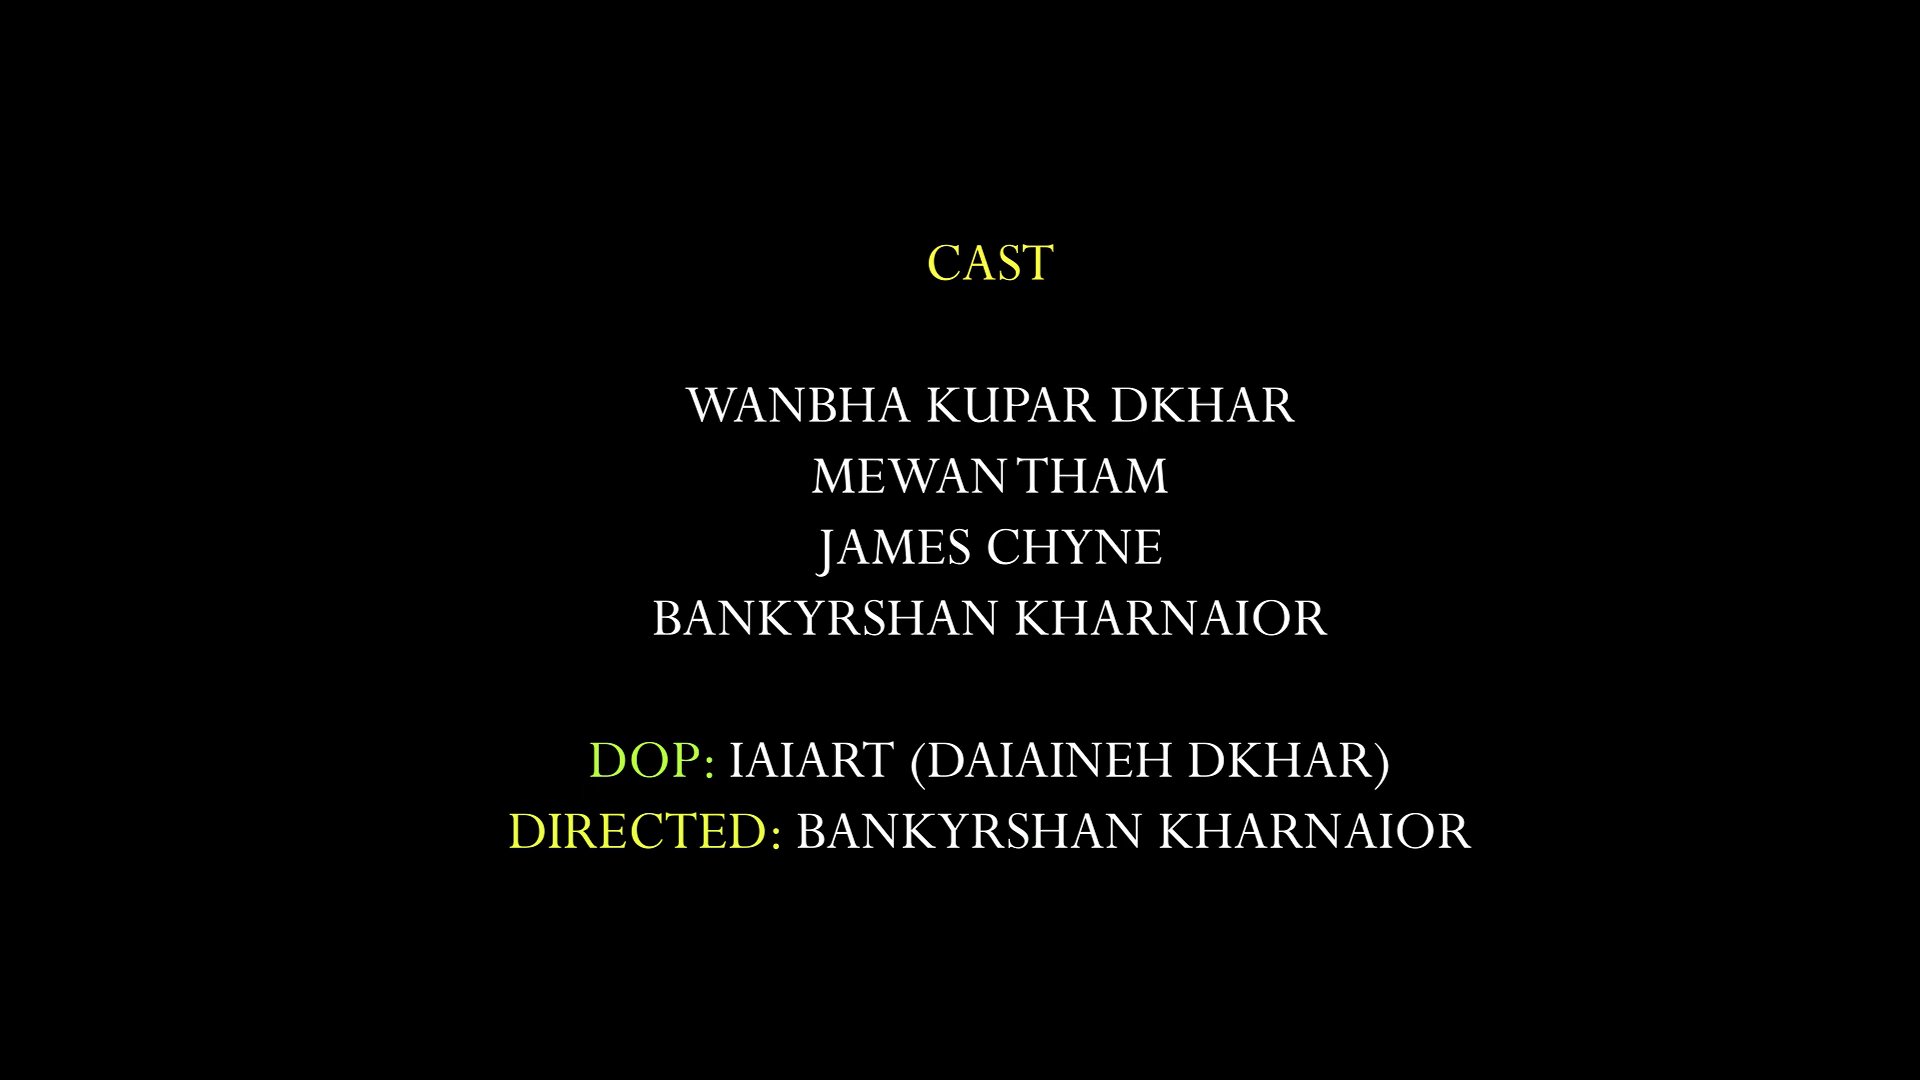 CAST
WANBHA KUPAR DKHAR
MEWAN THAM
JAMES CHYNE
BANKYRSHAN KHARNAIOR
DOP: IAIART (DAIAINEH DKHAR)
DIRECTED: BANKYRSHAN KHARNAIOR